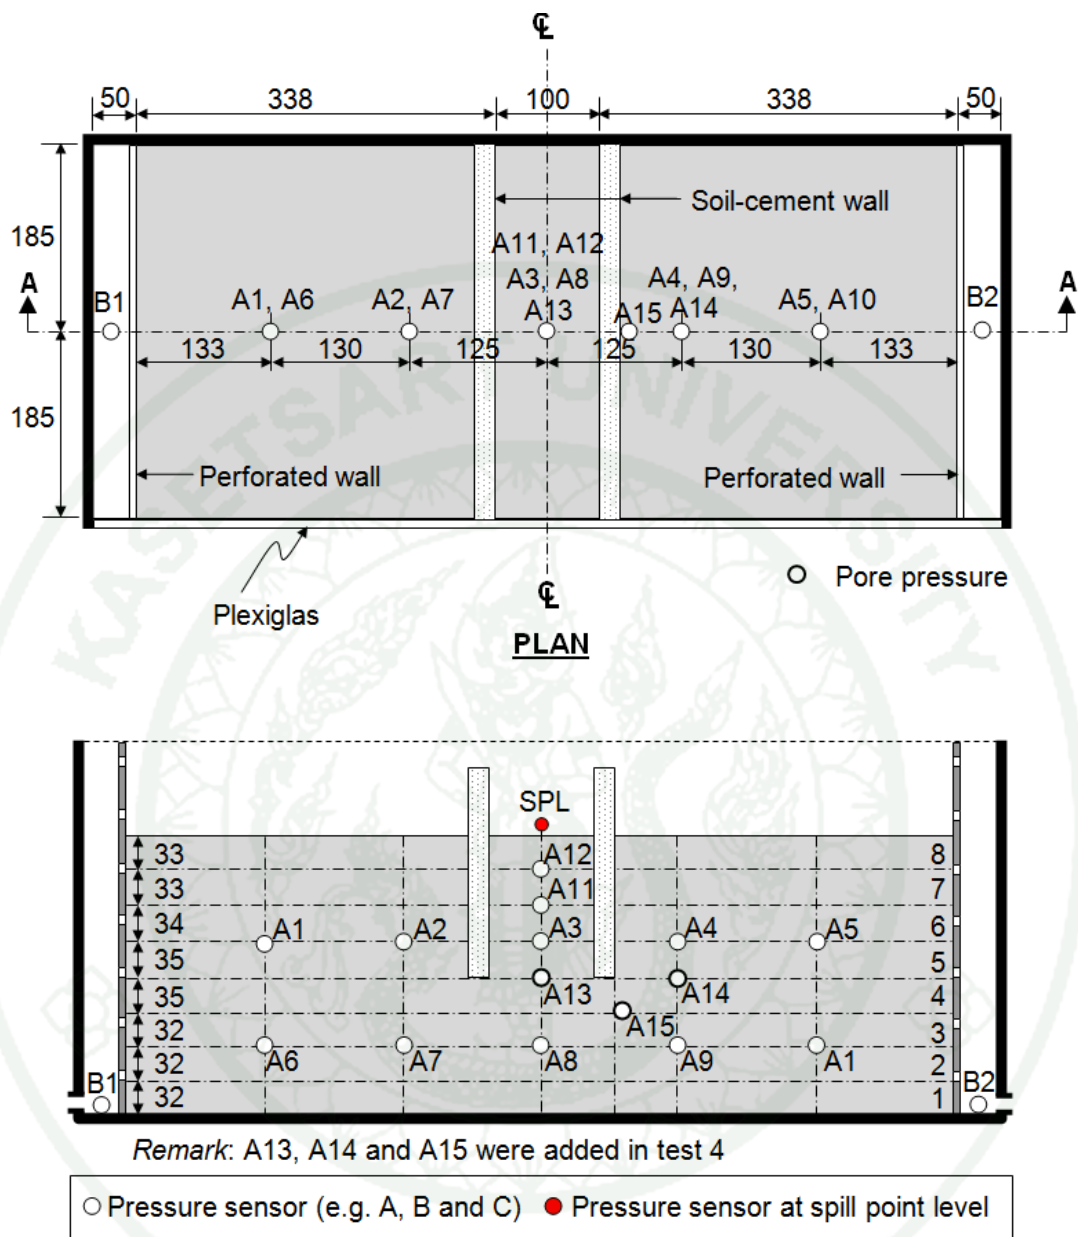 ℄
50 338 100 338 50
Soil-cement wall
185
A11, A12
A3, A8
A4, A9,
A A
B1 A1, A6 A2, A7 A13 A15 A14 A5, A10 B2
133 130 125 125 130 133
185
Perforated wall Perforated wall
KASETSART UNIVERSITY
Pore pressure
℄
Plexiglas
PLAN
SPL
33 A12 8
33 A11 7
34 A1 A2 A3 A4 A5 6
35 5
A13 A14
35 4
A15
32 3
A6 A7 A8 A9 A1
32 2
B1 B2
32 1
Remark: A13, A14 and A15 were added in test 4
Pressure sensor (e.g. A, B and C) Pressure sensor at spill point level